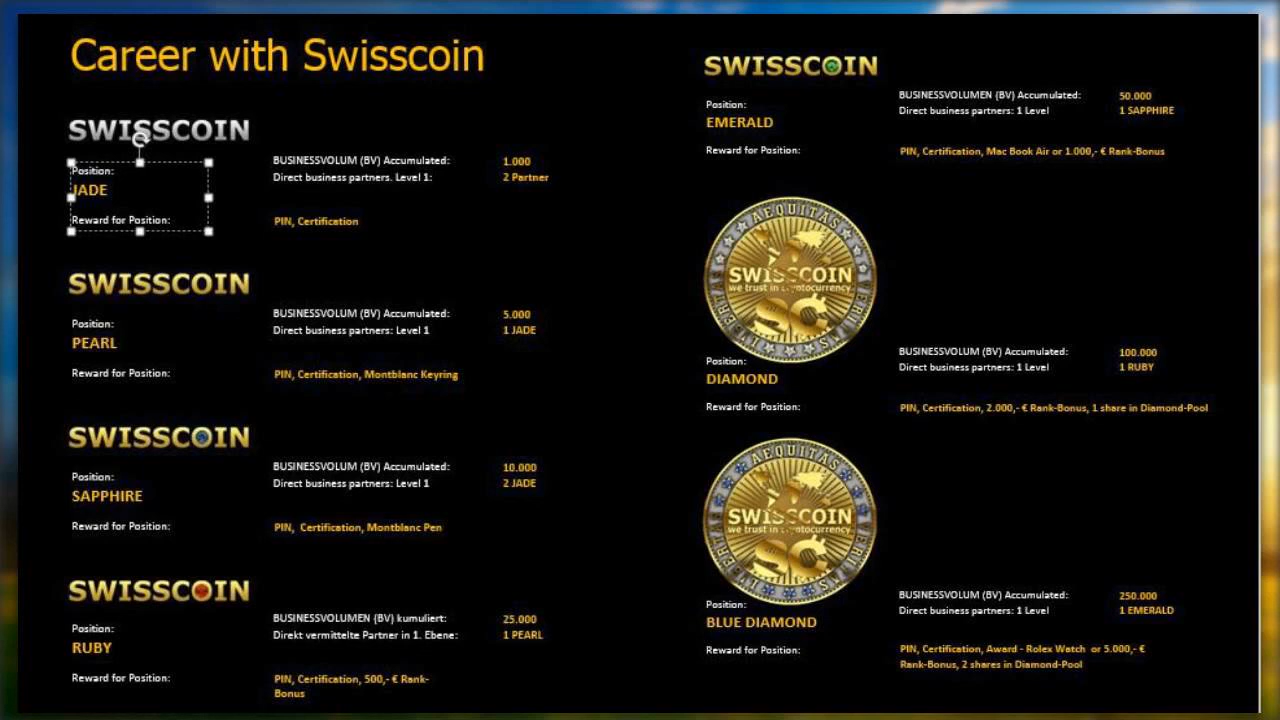 Career with Swisscoin
SWISSCOIN
Position:
JADE
BUSINESSVOLUM (BV) Accumulated: 1.000
Direct business partners. Level 1: 2 Partner
Reward for Position: PIN, Certification
SWISSCOIN
Position:
PEARL
BUSINESSVOLUM (BV) Accumulated: 5.000
Direct business partners: Level 1 1 JADE
Reward for Position: PIN, Certification, Montblanc Keyring
SWISSCOIN
Position:
SAPPHIRE
BUSINESSVOLUM (BV) Accumulated: 10.000
Direct business partners: Level 1 2 JADE
Reward for Position: PIN, Certification, Montblanc Pen
SWISSCOIN
Position:
RUBY
BUSINESSVOLUMEN (BV) kumuliert: 25.000
Direkt vermittelte Partner in 1. Ebene: 1 PEARL
Reward for Position: PIN, Certification, 500,- € Rank-
Bonus
SWISSCOIN
Position:
EMERALD
BUSINESSVOLUMEN (BV) Accumulated: 50.000
Direct business partners: 1 Level 1 SAPPHIRE
Reward for Position: PIN, Certification, Mac Book Air or 1.000,- € Rank-Bonus
AEQUITAS
SWISSCOIN
we trust in cryptocurrency
SC
LIBERTAS
VERITAS
Position:
DIAMOND
BUSINESSVOLUM (BV) Accumulated: 100.000
Direct business partners: 1 Level 1 RUBY
Reward for Position: PIN, Certification, 2.000,- € Rank-Bonus, 1 share in Diamond-Pool
AEQUITAS
SWISSCOIN
we trust in cryptocurrency
SC
LIBERTAS
VERITAS
Position:
BLUE DIAMOND
BUSINESSVOLUM (BV) Accumulated: 250.000
Direct business partners: 1 Level 1 EMERALD
Reward for Position: PIN, Certification, Award - Rolex Watch or 5.000,- €
Rank-Bonus, 2 shares in Diamond-Pool